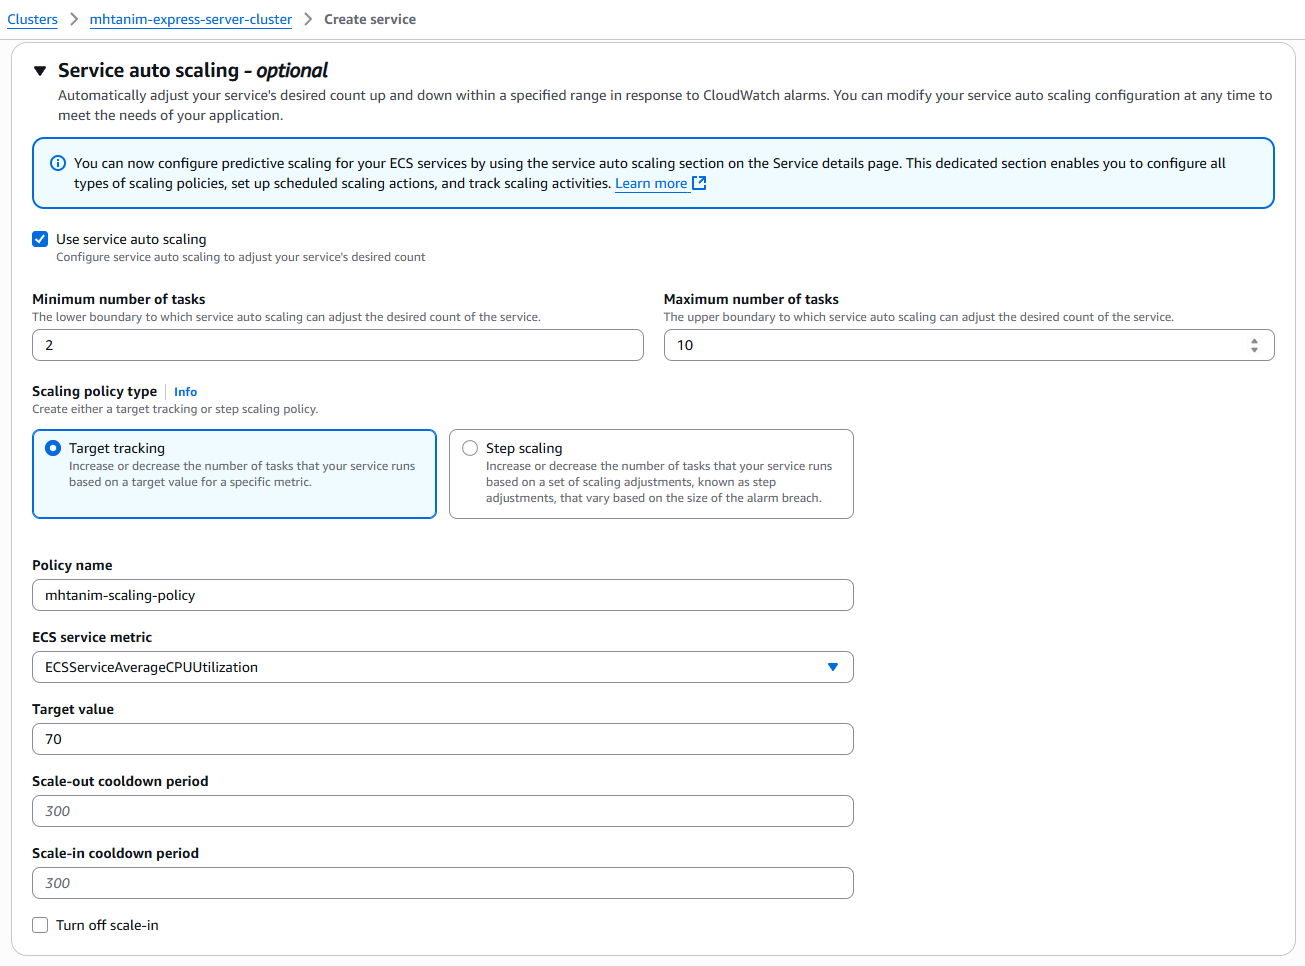 Clusters > mhtanim-express-server-cluster > Create service
Service auto scaling - optional
Automatically adjust your service's desired count up and down within a specified range in response to CloudWatch alarms. You can modify your service auto scaling configuration at any time to
meet the needs of your application.
You can now configure predictive scaling for your ECS services by using the service auto scaling section on the Service details page. This dedicated section enables you to configure all
types of scaling policies, set up scheduled scaling actions, and track scaling activities. Learn more
Use service auto scaling
Configure service auto scaling to adjust your service's desired count
Minimum number of tasks
The lower boundary to which service auto scaling can adjust the desired count of the service.
2
Maximum number of tasks
The upper boundary to which service auto scaling can adjust the desired count of the service.
10
Scaling policy type | Info
Create either a target tracking or step scaling policy.
Target tracking
Increase or decrease the number of tasks that your service runs
based on a target value for a specific metric.
Step scaling
Increase or decrease the number of tasks that your service runs
based on a set of scaling adjustments, known as step
adjustments, that vary based on the size of the alarm breach.
Policy name
mhtanim-scaling-policy
ECS service metric
ECSServiceAverageCPUUtilization
Target value
70
Scale-out cooldown period
300
Scale-in cooldown period
300
Turn off scale-in